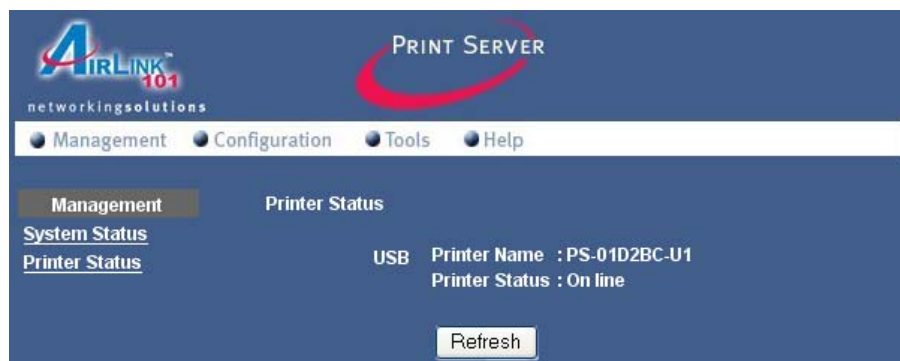 AIRLINK™
101
networkingsolutions
PRINT SERVER
Management Configuration Tools Help
Management
System Status
Printer Status
Printer Status
USB Printer Name : PS-01D2BC-U1
Printer Status : On line
Refresh